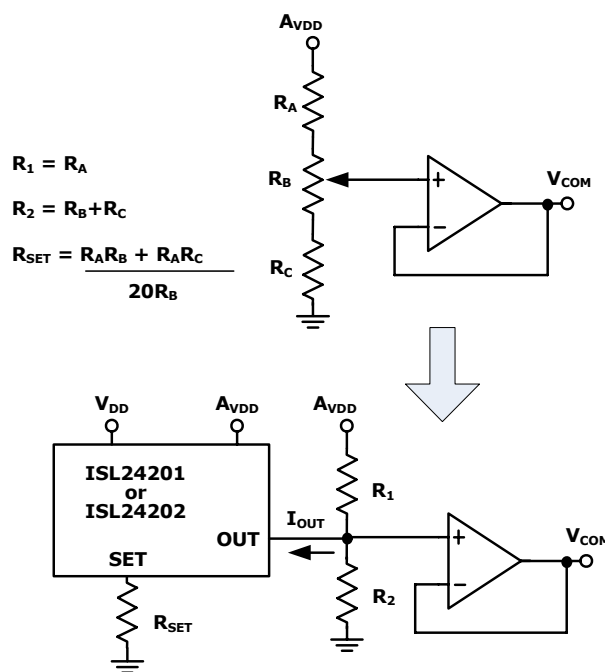 AVDD
RA
R1 = RA
RB
+
VCOM
R2 = RB+RC
−
RSET = RARB + RARC
20RB
RC
VDD
AVDD
AVDD
ISL24201
or
ISL24202
R1
IOUT
OUT
+
VCOM
SET
−
R2
RSET